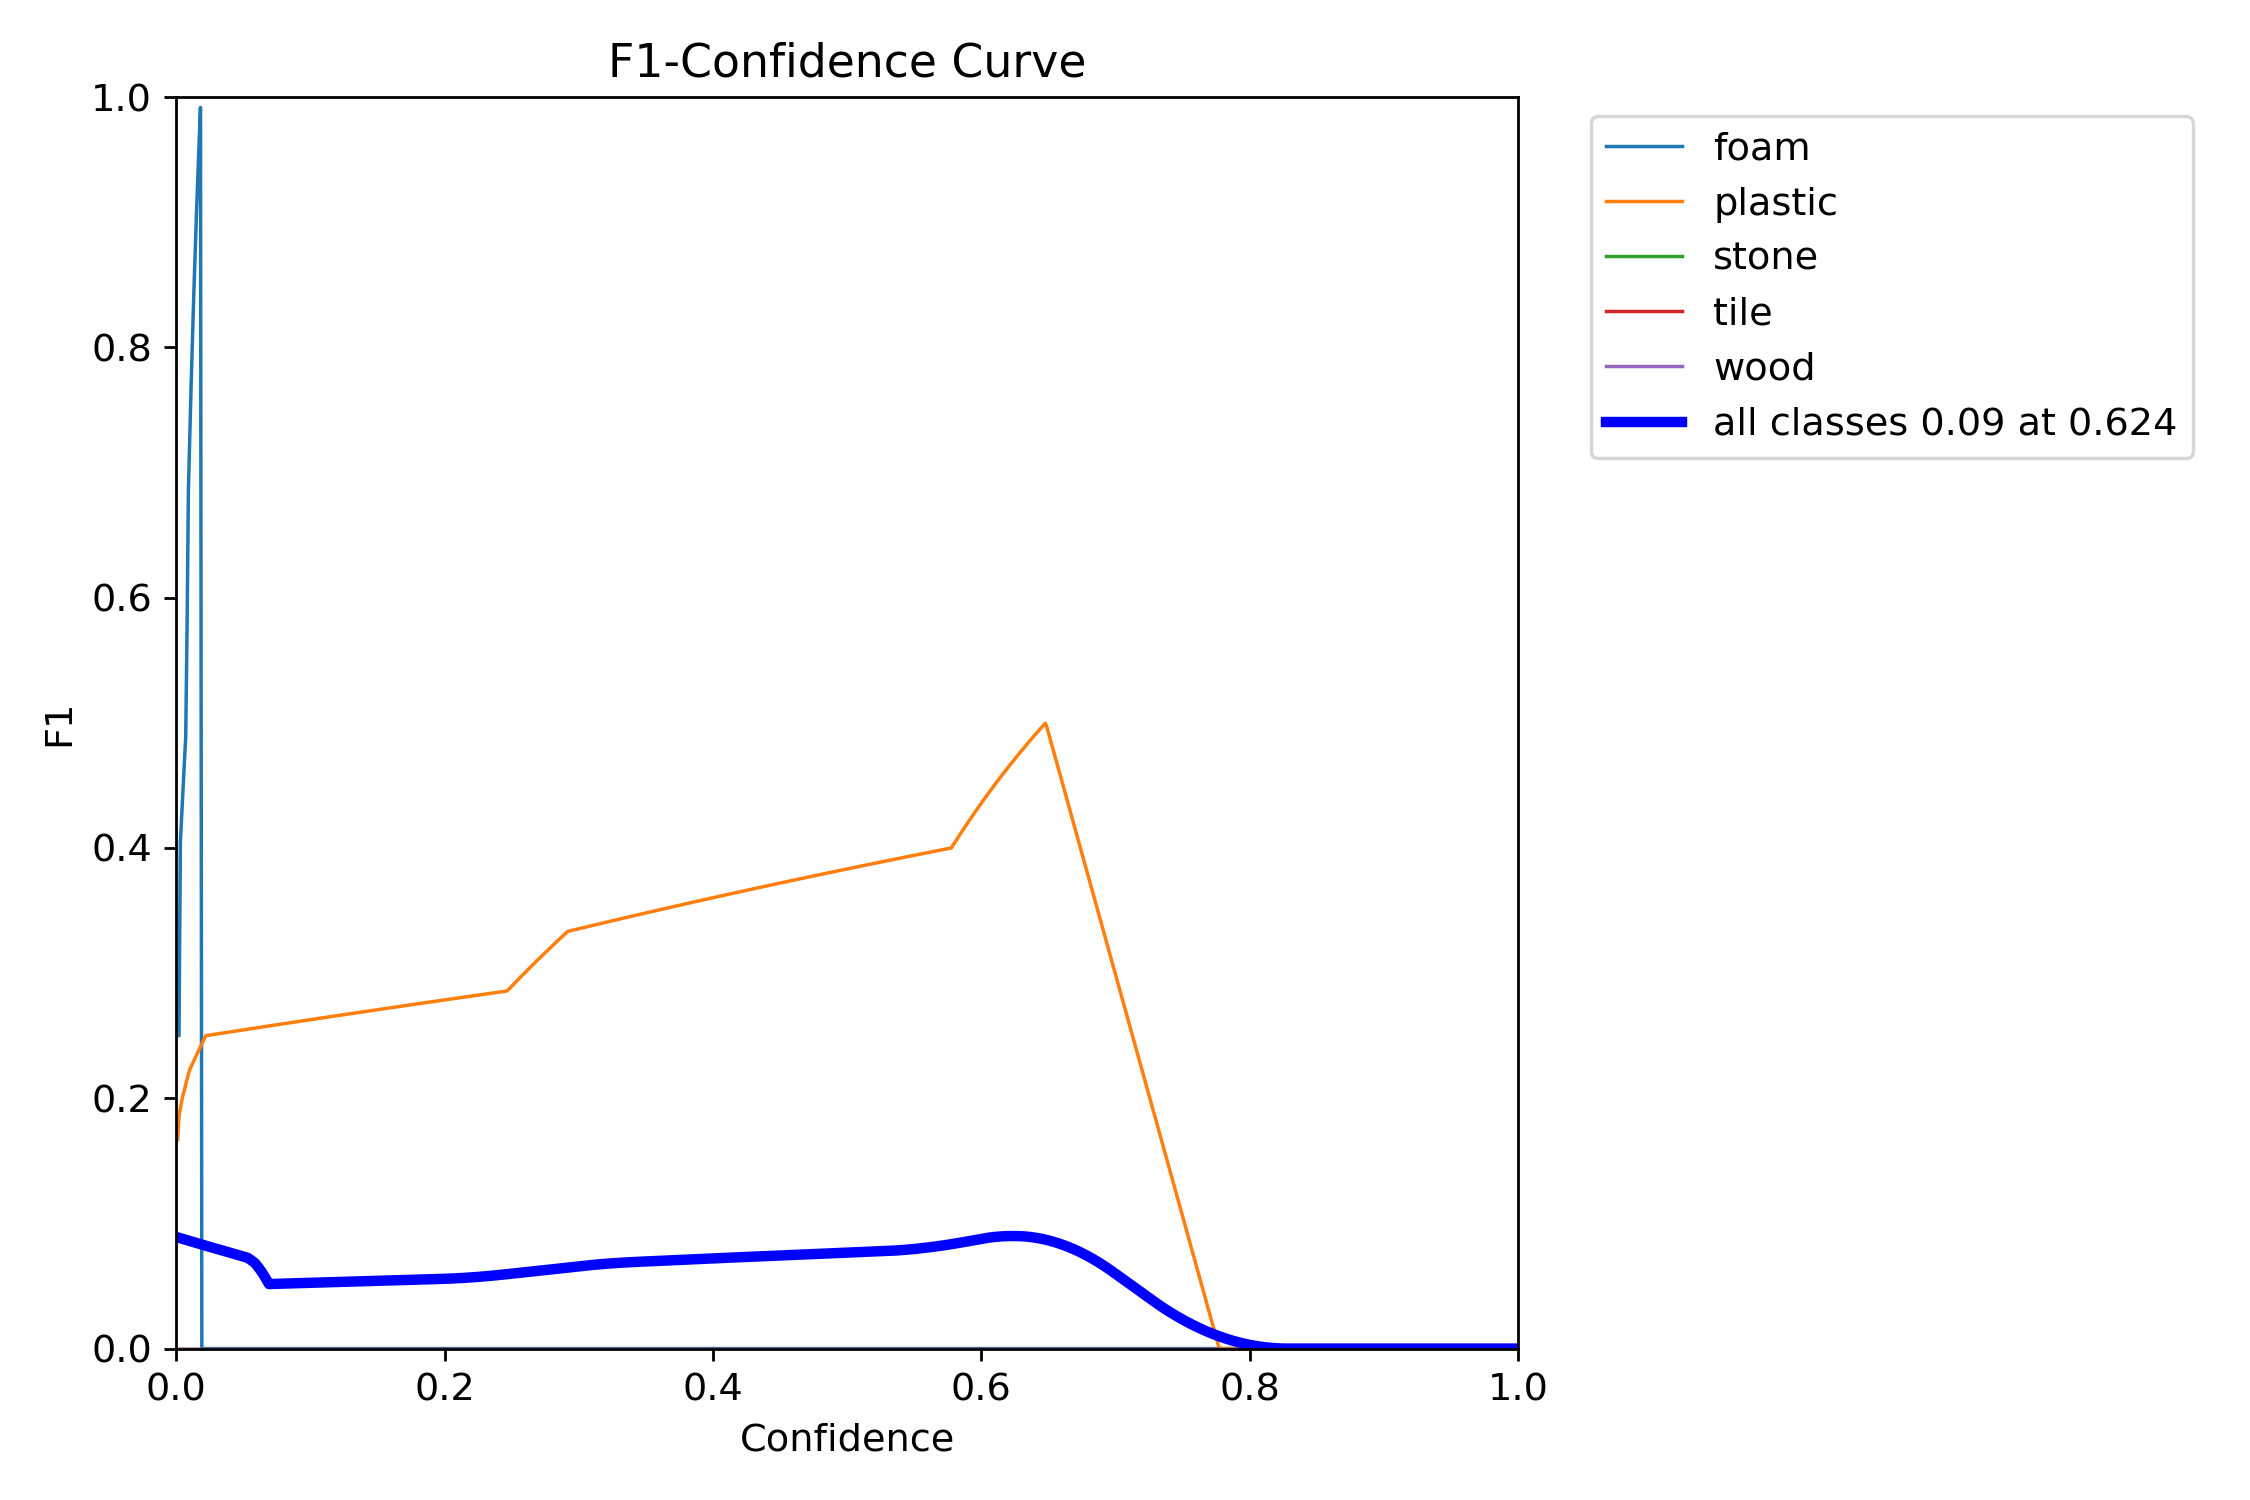 F1-Confidence Curve
1.0
0.8
0.6
0.4
0.2
0.0
F1
0.0 0.2 0.4 0.6 0.8 1.0
Confidence
foam
plastic
stone
tile
wood
all classes 0.09 at 0.624